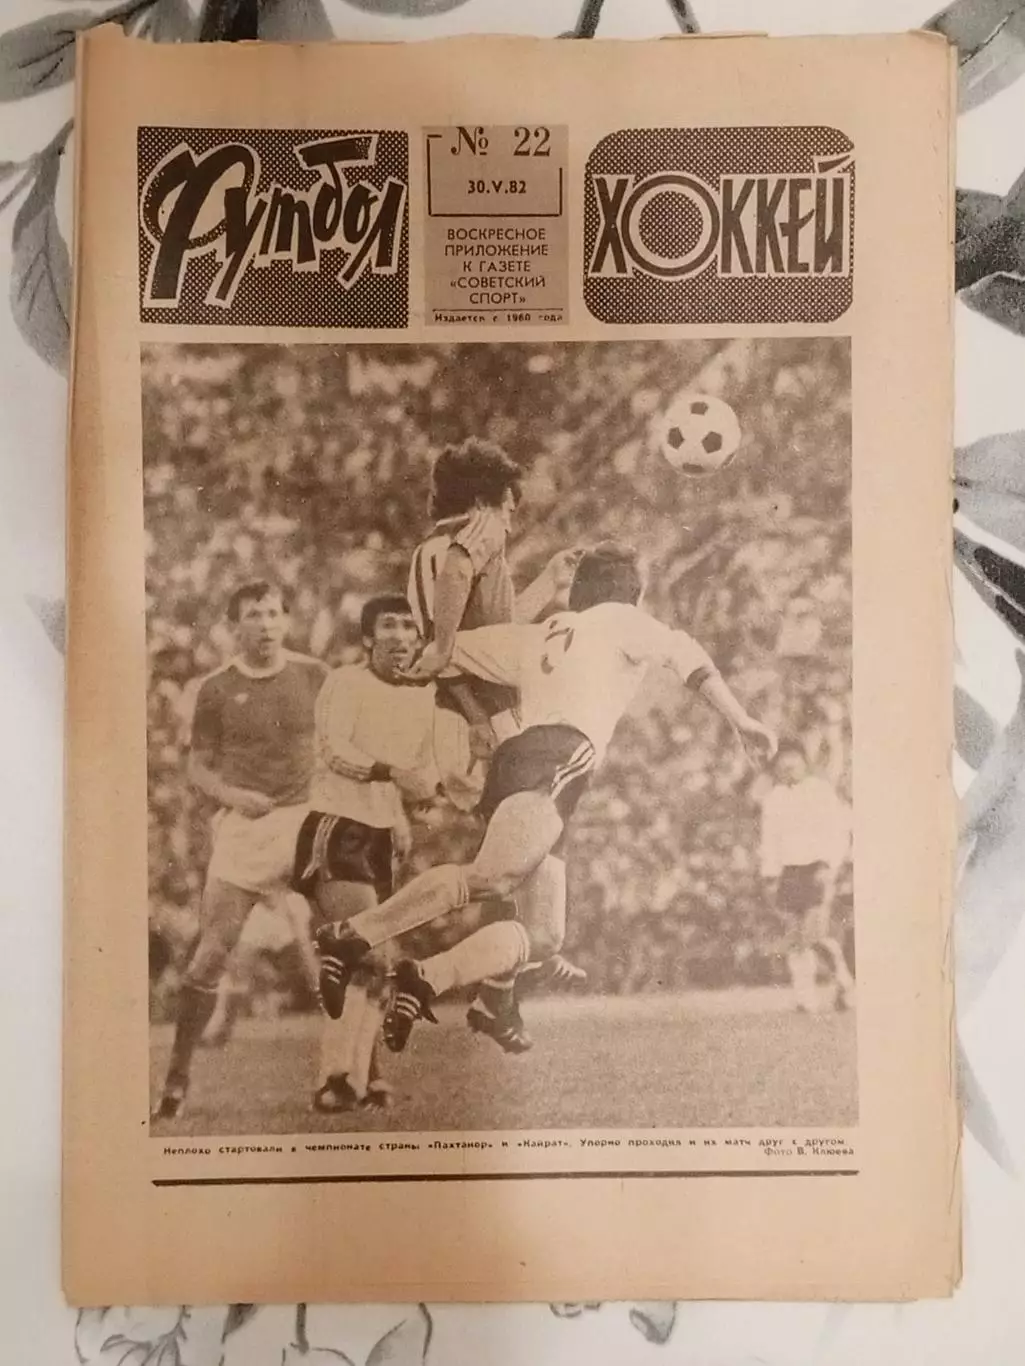 Футбол
№ 22
30.V.82
ВОСКРЕСНОЕ
ПРИЛОЖЕНИЕ
К ГАЗЕТЕ
«СОВЕТСКИЙ
СПОРТ»
Издается с 1960 года
ХОККЕЙ
5
Неплохо стартовали в чемпионате страны «Пахтакор» и «Кайрат». Упорно проходил и их матч друг с другом.
Фото В. Клюева